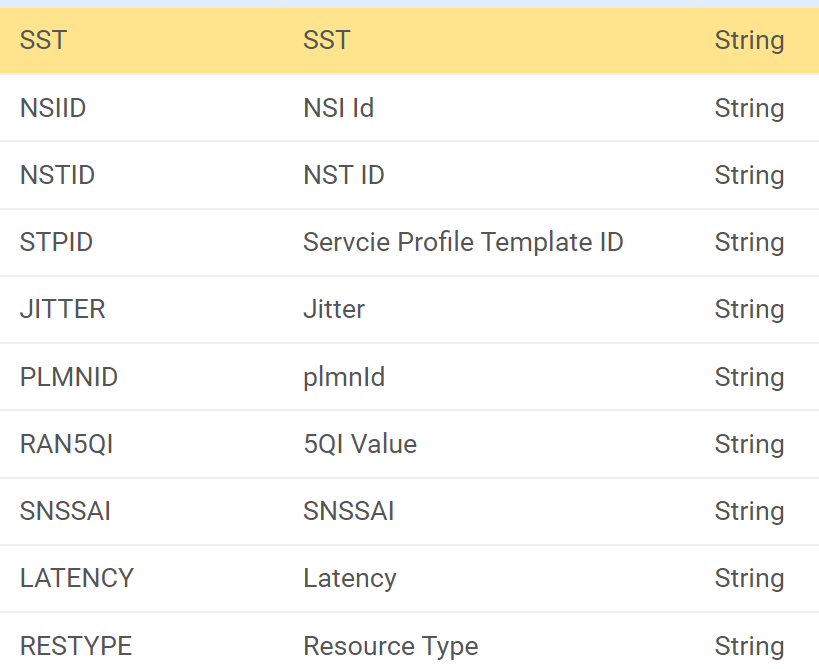 SST SST String
NSIID NSI Id String
NSTID NST ID String
STPID Servcie Profile Template ID String
JITTER Jitter String
PLMNID plmnId String
RAN5QI 5QI Value String
SNSSAI SNSSAI String
LATENCY Latency String
RESTYPE Resource Type String